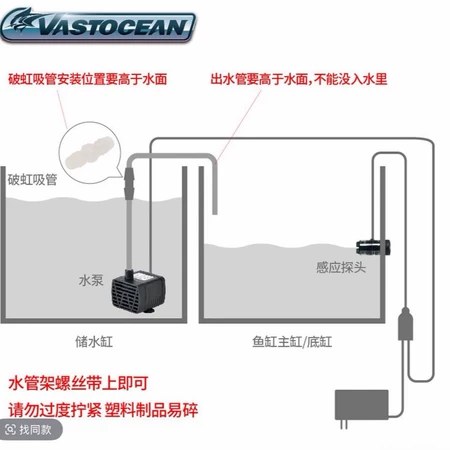 VASTOCEAN
破虹吸管安装位置要高于水面
出水管要高于水面,不能没入水里
破虹吸管
水泵
感应探头
储水缸
鱼缸主缸/底缸
水管架螺丝带上即可
请勿过度拧紧 塑料制品易碎
找同款